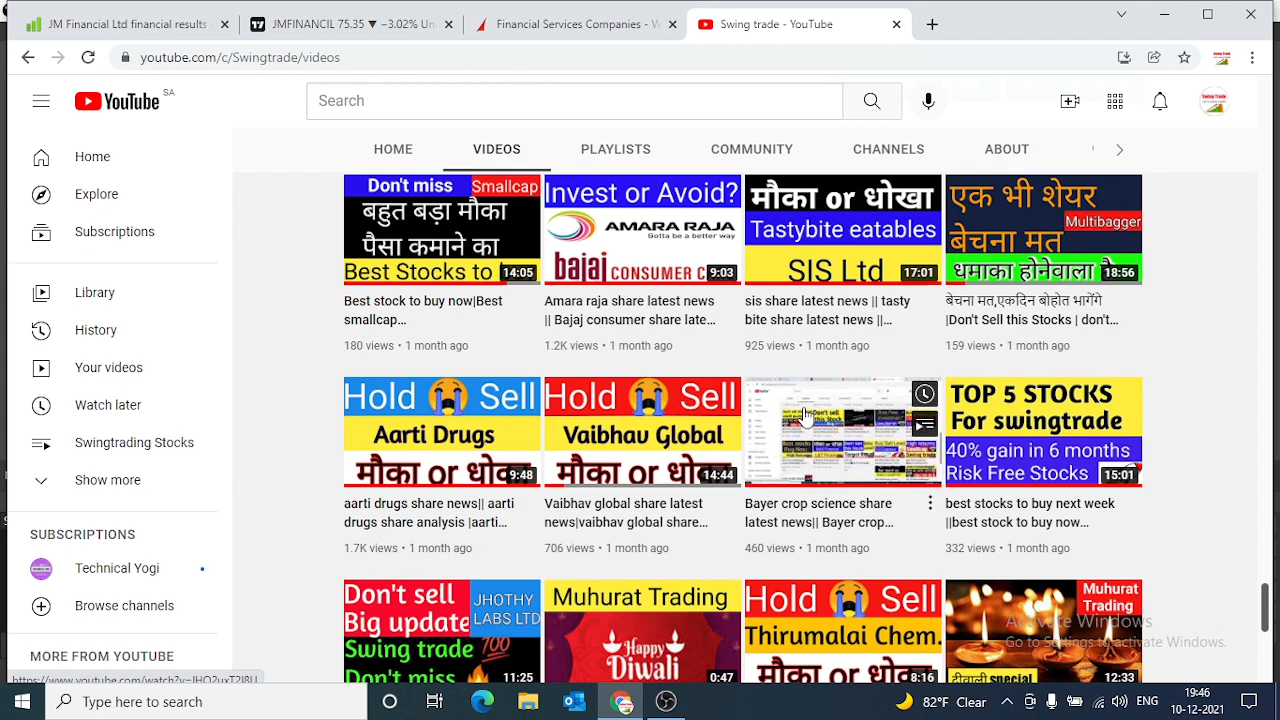 JM Financial Ltd financial results a
JMFINANCIL 75.35 ▼ −3.02% Un
Financial Services Companies - W
Swing trade - YouTube
youtube.com/c/Swingtrade/videos
YouTube SA
Search
HOME VIDEOS PLAYLISTS COMMUNITY CHANNELS ABOUT
Home
Explore
Subscriptions
Library
History
Your videos
Watch later
Show more
SUBSCRIPTIONS
Technical Yogi
Browse channels
MORE FROM YOUTUBE
Don't miss Smallcap
बहुत बड़ा मौका
पैसा कमाने का
Best Stocks to 14:05
Best stock to buy now|Best
smallcap…
180 views • 1 month ago
Invest or Avoid?
AMARA RAJA
Gotta be a better way
bajaj CONSUMER C 9:03
Amara raja share latest news
|| Bajaj consumer share late…
1.2K views • 1 month ago
मौका or धोखा
Tastybite eatables
SIS Ltd 17:01
sis share latest news || tasty
bite share latest news ||…
925 views • 1 month ago
एक भी शेयर
Multibagger
बेचना मत
धमाका होनेवाला 18:56
बेचना मत,एकदिन बोहोत भागेंगे
|Don't Sell this Stocks | don't…
159 views • 1 month ago
Hold Sell
Aarti Drugs
मौका or 9:48
aarti drugs share news|| aarti
drugs share analysis |aarti…
1.7K views • 1 month ago
Hold Sell
Vaibhav Global
मौका or 14:44
Vaibhav global share latest
news|vaibhav global share…
706 views • 1 month ago
Bayer crop science share
latest news|| Bayer crop…
460 views • 1 month ago
TOP 5 STOCKS
For swingtrade
40% gain in 6 months
Risk Free Stocks 16:01
best stocks to buy next week
||best stock to buy now…
332 views • 1 month ago
Don't sell JHOTHY
Big update LABS LTD
Swing trade 100
Don't miss 11:25
Muhurat Trading
Happy
Diwali
0:47
Hold Sell
Thirumalai Chem.
मौका or 8:16
Muhurat
Trading
दीवाली special 12:33
Activate Windows
Go to Settings to activate Windows.
Type here to search
82°F Clear
ENG
19:46
10-12-2021